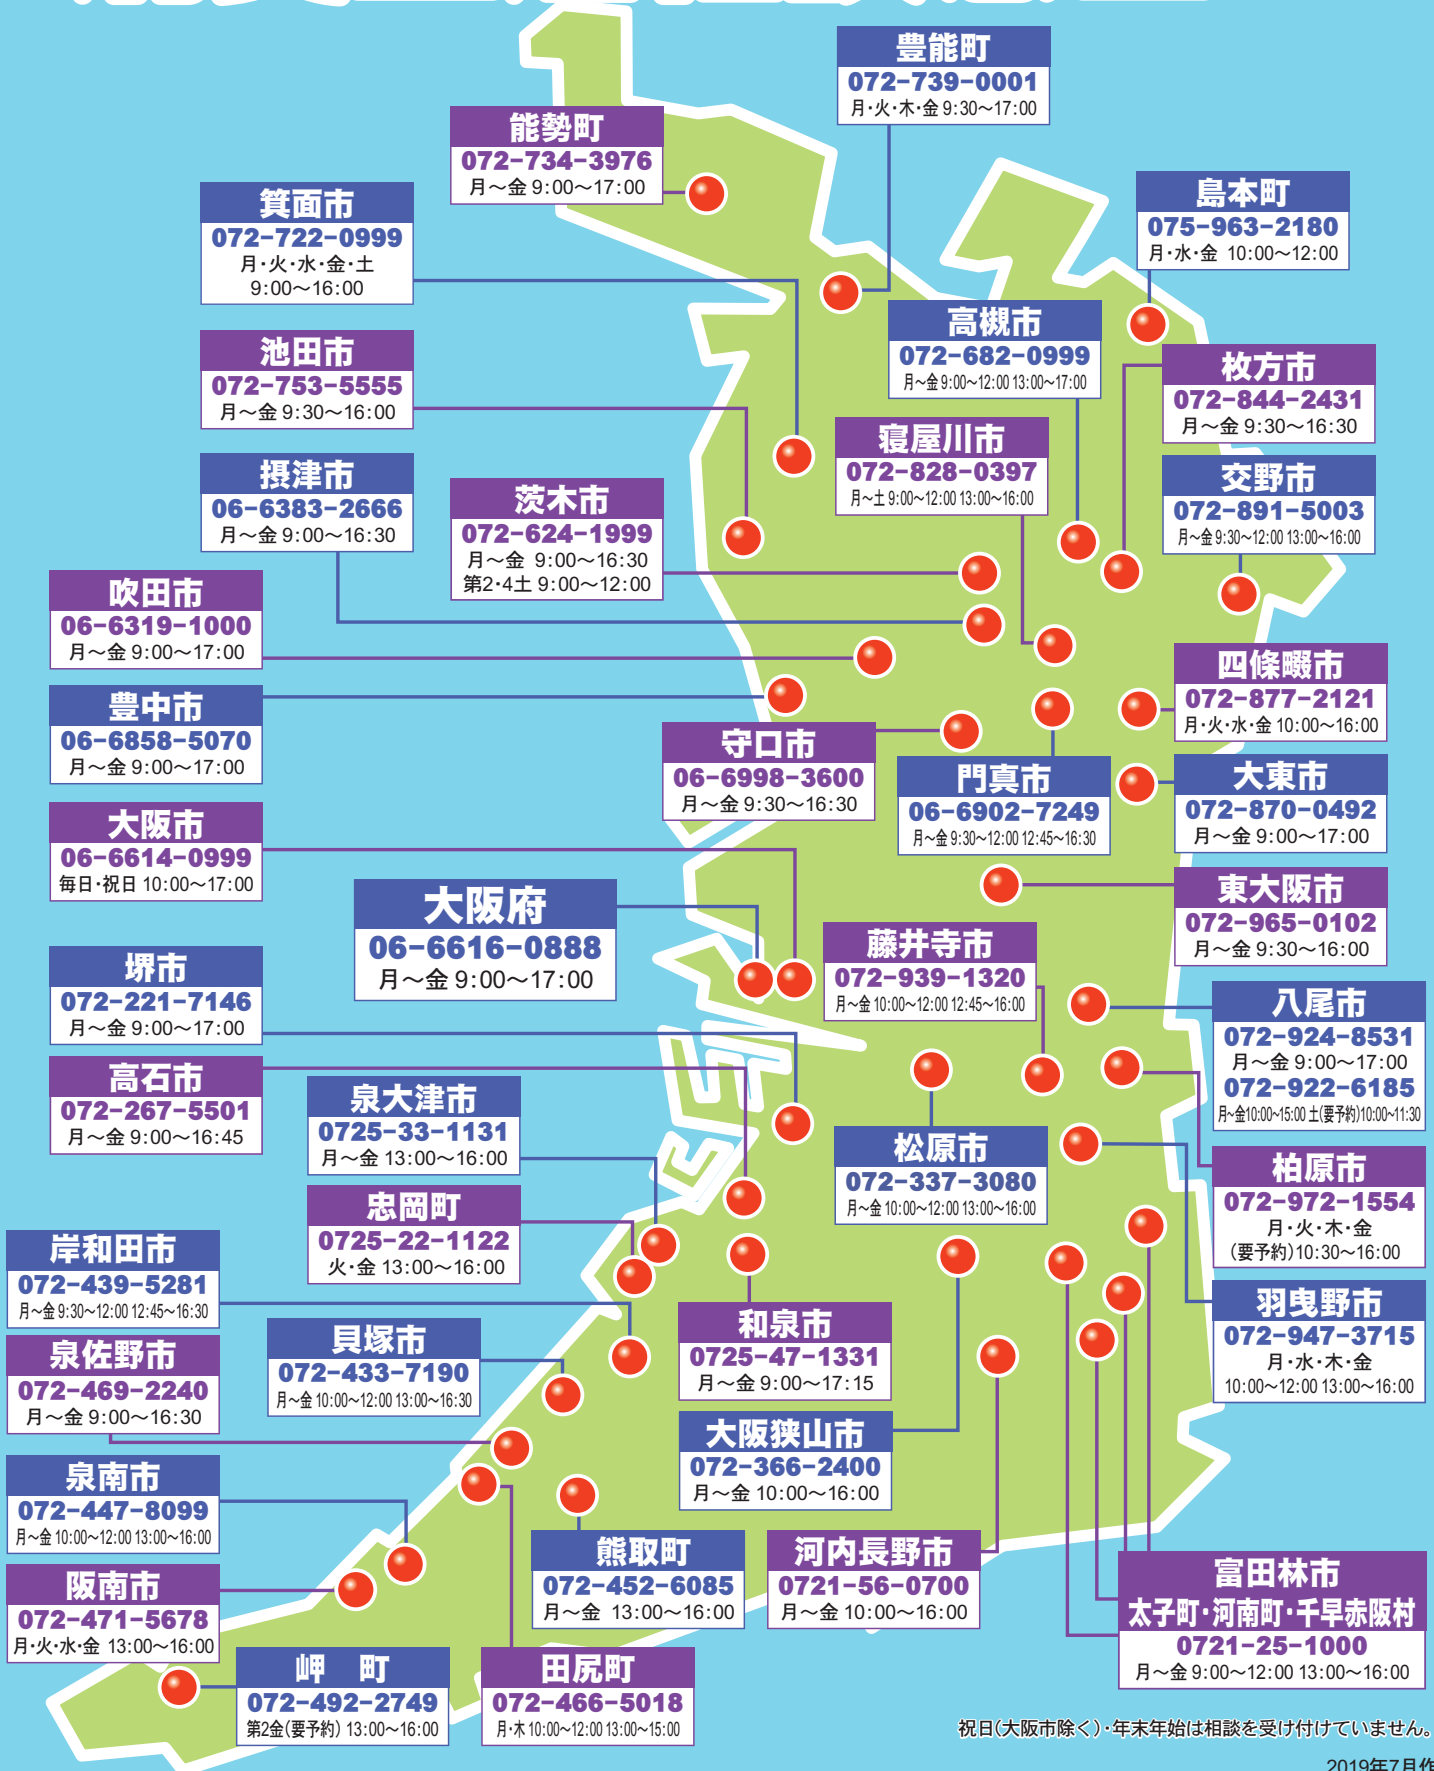 豊能町
072-739-0001
月・火・木・金 9:30～17:00
能勢町
072-734-3976
月～金 9:00～17:00
箕面市
072-722-0999
月・火・水・金・土
9:00～16:00
島本町
075-963-2180
月・水・金 10:00～12:00
高槻市
072-682-0999
月～金 9:00～12:00 13:00～17:00
池田市
072-753-5555
月～金 9:30～16:00
枚方市
072-844-2431
月～金 9:30～16:30
寝屋川市
072-828-0397
月～土 9:00～12:00 13:00～16:00
摂津市
06-6383-2666
月～金 9:00～16:30
茨木市
072-624-1999
月～金 9:00～16:30
第2・4土 9:00～12:00
交野市
072-891-5003
月～金 9:30～12:00 13:00～16:00
吹田市
06-6319-1000
月～金 9:00～17:00
四條畷市
072-877-2121
月・火・水・金 10:00～16:00
豊中市
06-6858-5070
月～金 9:00～17:00
守口市
06-6998-3600
月～金 9:30～16:30
門真市
06-6902-7249
月～金 9:30～12:00 12:45～16:30
大東市
072-870-0492
月～金 9:00～17:00
大阪市
06-6614-0999
毎日・祝日 10:00～17:00
大阪府
06-6616-0888
月～金 9:00～17:00
東大阪市
072-965-0102
月～金 9:30～16:00
藤井寺市
072-939-1320
月～金 10:00～12:00 12:45～16:00
堺市
072-221-7146
月～金 9:00～17:00
八尾市
072-924-8531
月～金 9:00～17:00
072-922-6185
月～金10:00～15:00 土(要予約)10:00～11:30
高石市
072-267-5501
月～金 9:00～16:45
泉大津市
0725-33-1131
月～金 13:00～16:00
松原市
072-337-3080
月～金 10:00～12:00 13:00～16:00
柏原市
072-972-1554
月・火・木・金
(要予約)10:30～16:00
忠岡町
0725-22-1122
火・金 13:00～16:00
岸和田市
072-439-5281
月～金 9:30～12:00 12:45～16:30
羽曳野市
072-947-3715
月・水・木・金
10:00～12:00 13:00～16:00
和泉市
0725-47-1331
月～金 9:00～17:15
貝塚市
072-433-7190
月～金 10:00～12:00 13:00～16:30
泉佐野市
072-469-2240
月～金 9:00～16:30
大阪狭山市
072-366-2400
月～金 10:00～16:00
泉南市
072-447-8099
月～金 10:00～12:00 13:00～16:00
熊取町
072-452-6085
月～金 13:00～16:00
河内長野市
0721-56-0700
月～金 10:00～16:00
富田林市
太子町・河南町・千早赤阪村
0721-25-1000
月～金 9:00～12:00 13:00～16:00
阪南市
072-471-5678
月・火・水・金 13:00～16:00
岬 町
072-492-2749
第2金(要予約) 13:00～16:00
田尻町
072-466-5018
月・木 10:00～12:00 13:00～15:00
祝日(大阪市除く)・年末年始は相談を受け付けていません。
2019年7月作